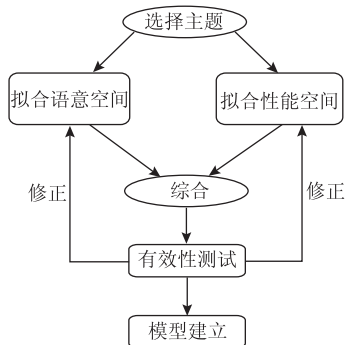 选择主题
拟合语意空间
拟合性能空间
综合
修正
修正
有效性测试
模型建立